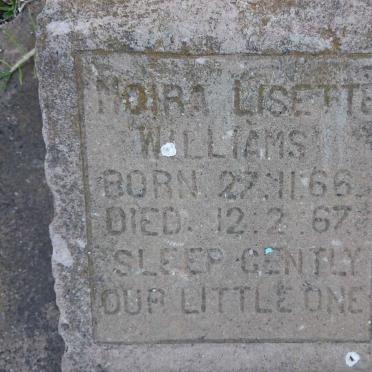 MOIRA LISETTE
WILLIAMS
BORN. 27.11.66.
DIED. 12.2.67.
SLEEP GENTLY
OUR LITTLE ONE